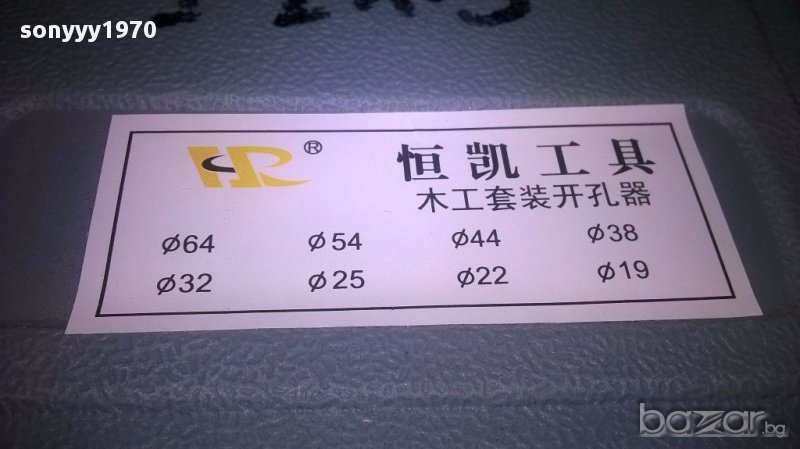 sonyyy1970
HR®
恒凯工具
木工套装开孔器
ø64 ø54 ø44 ø38
ø32 ø25 ø22 ø19
bazar.bg